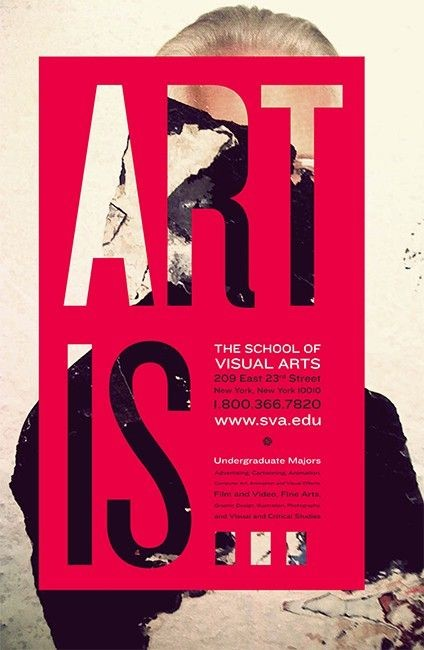 ART
IS
THE SCHOOL OF
VISUAL ARTS
209 East 23rd Street
New York, New York 10010
1.800.366.7820
www.sva.edu
Undergraduate Majors
Advertising, Cartooning, Animation,
Computer Art, Animation and Visual Effects
Film and Video, Fine Arts,
Graphic Design, Illustration, Photography
and Visual and Critical Studies
...